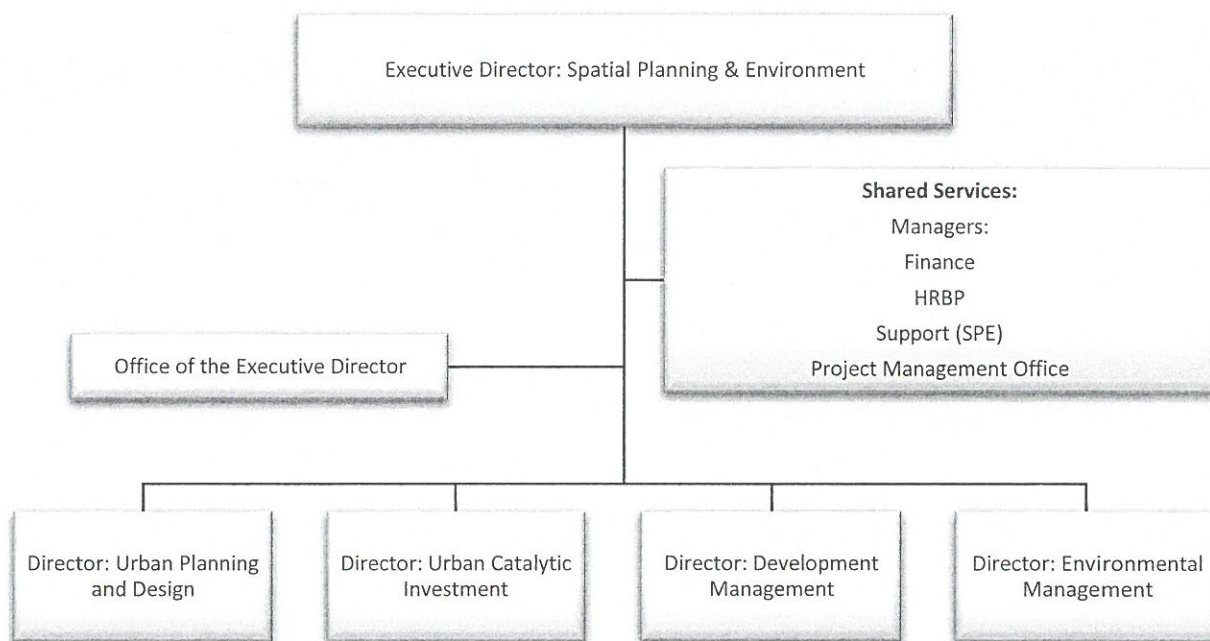 Executive Director: Spatial Planning & Environment
Shared Services:
Managers:
Finance
HRBP
Support (SPE)
Project Management Office
Office of the Executive Director
Director: Urban Planning
and Design
Director: Urban Catalytic
Investment
Director: Development
Management
Director: Environmental
Management